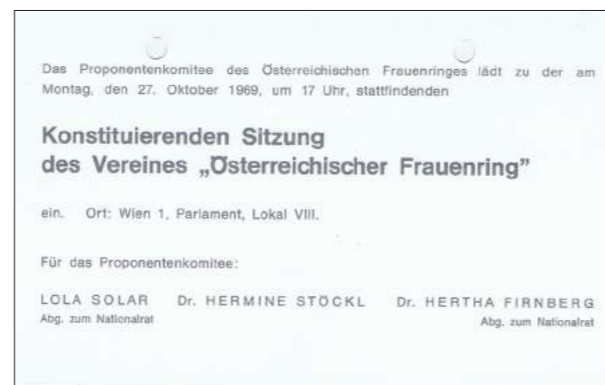 Das Proponentenkomitee des Österreichischen Frauenringes lädt zu der am
Montag, den 27. Oktober 1969, um 17 Uhr, stattfindenden
Konstituierenden Sitzung
des Vereines „Österreichischer Frauenring”
ein. Ort: Wien 1, Parlament, Lokal VIII.
Für das Proponentenkomitee:
LOLA SOLAR Dr. HERMINE STÖCKL Dr. HERTHA FIRNBERG
Abg. zum Nationalrat Abg. zum Nationalrat